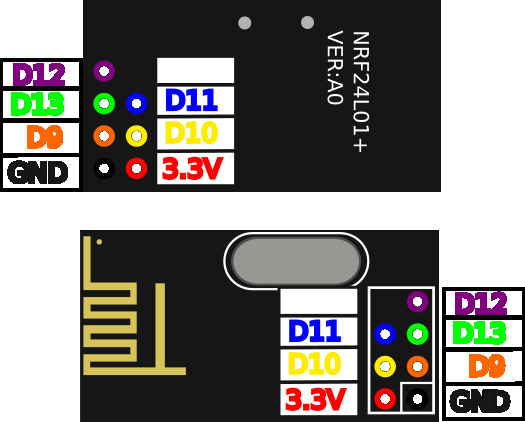 D12
D13 D11
D9 D10
GND 3.3V
NRF24L01+
VER:A0
D12
D11 D13
D10 D9
3.3V GND